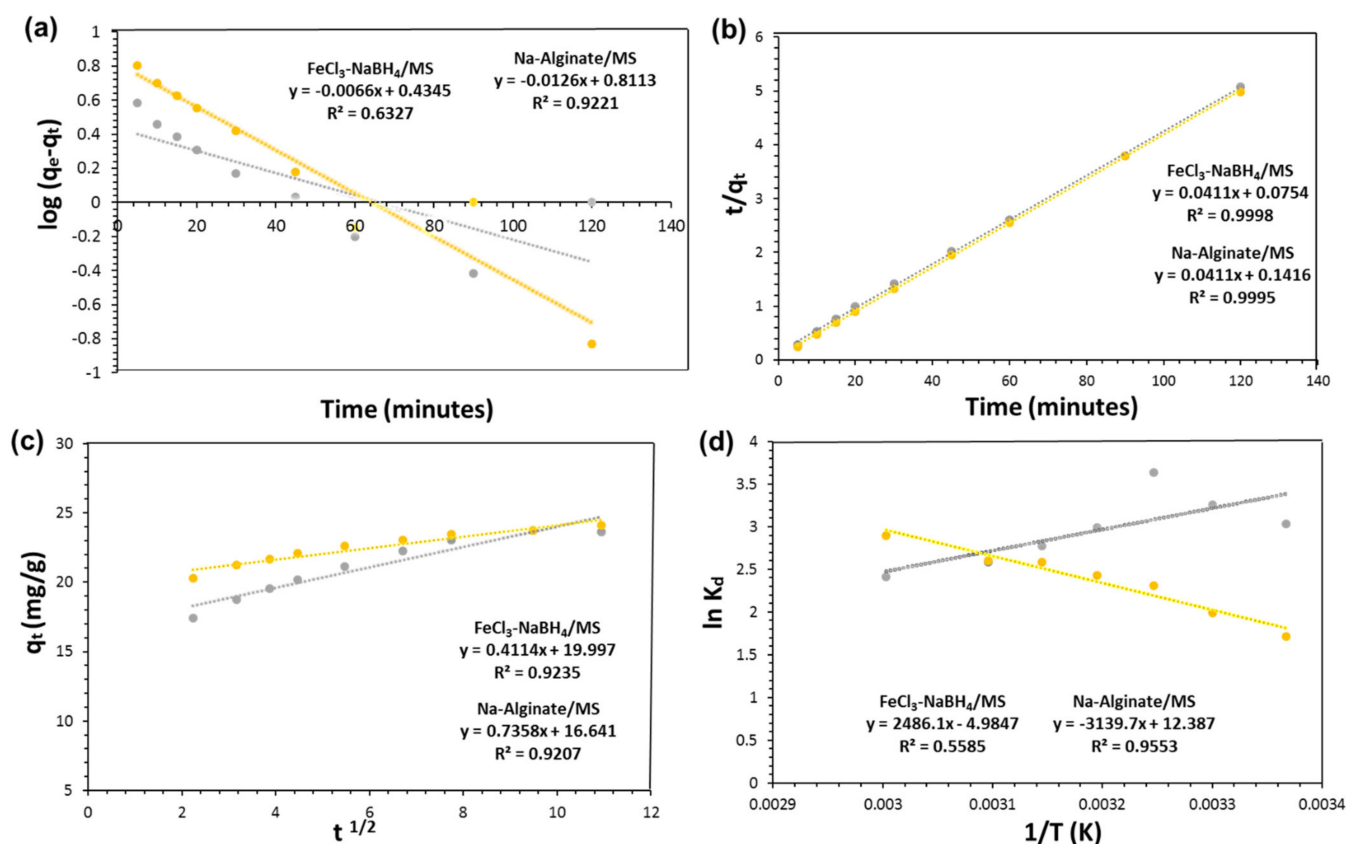 (a)
1
0.8
0.6
0.4
0.2
0
-0.2
-0.4
-0.6
-0.8
-1
log (qₑ-qₜ)
FeCl₃-NaBH₄/MS
y = -0.0066x + 0.4345
R² = 0.6327
Na-Alginate/MS
y = -0.0126x + 0.8113
R² = 0.9221
0 20 40 60 80 100 120 140
Time (minutes)
(b)
6
5
4
3
2
1
0
t/qₜ
FeCl₃-NaBH₄/MS
y = 0.0411x + 0.0754
R² = 0.9998
Na-Alginate/MS
y = 0.0411x + 0.1416
R² = 0.9995
0 20 40 60 80 100 120 140
Time (minutes)
(c)
30
25
20
15
10
5
qₜ (mg/g)
FeCl₃-NaBH₄/MS
y = 0.4114x + 19.997
R² = 0.9235
Na-Alginate/MS
y = 0.7358x + 16.641
R² = 0.9207
0 2 4 6 8 10 12
t ¹/²
(d)
4
3.5
3
2.5
2
1.5
1
0.5
0
ln K_d
FeCl₃-NaBH₄/MS
y = 2486.1x - 4.9847
R² = 0.5585
Na-Alginate/MS
y = -3139.7x + 12.387
R² = 0.9553
0.0029 0.003 0.0031 0.0032 0.0033 0.0034
1/T (K)